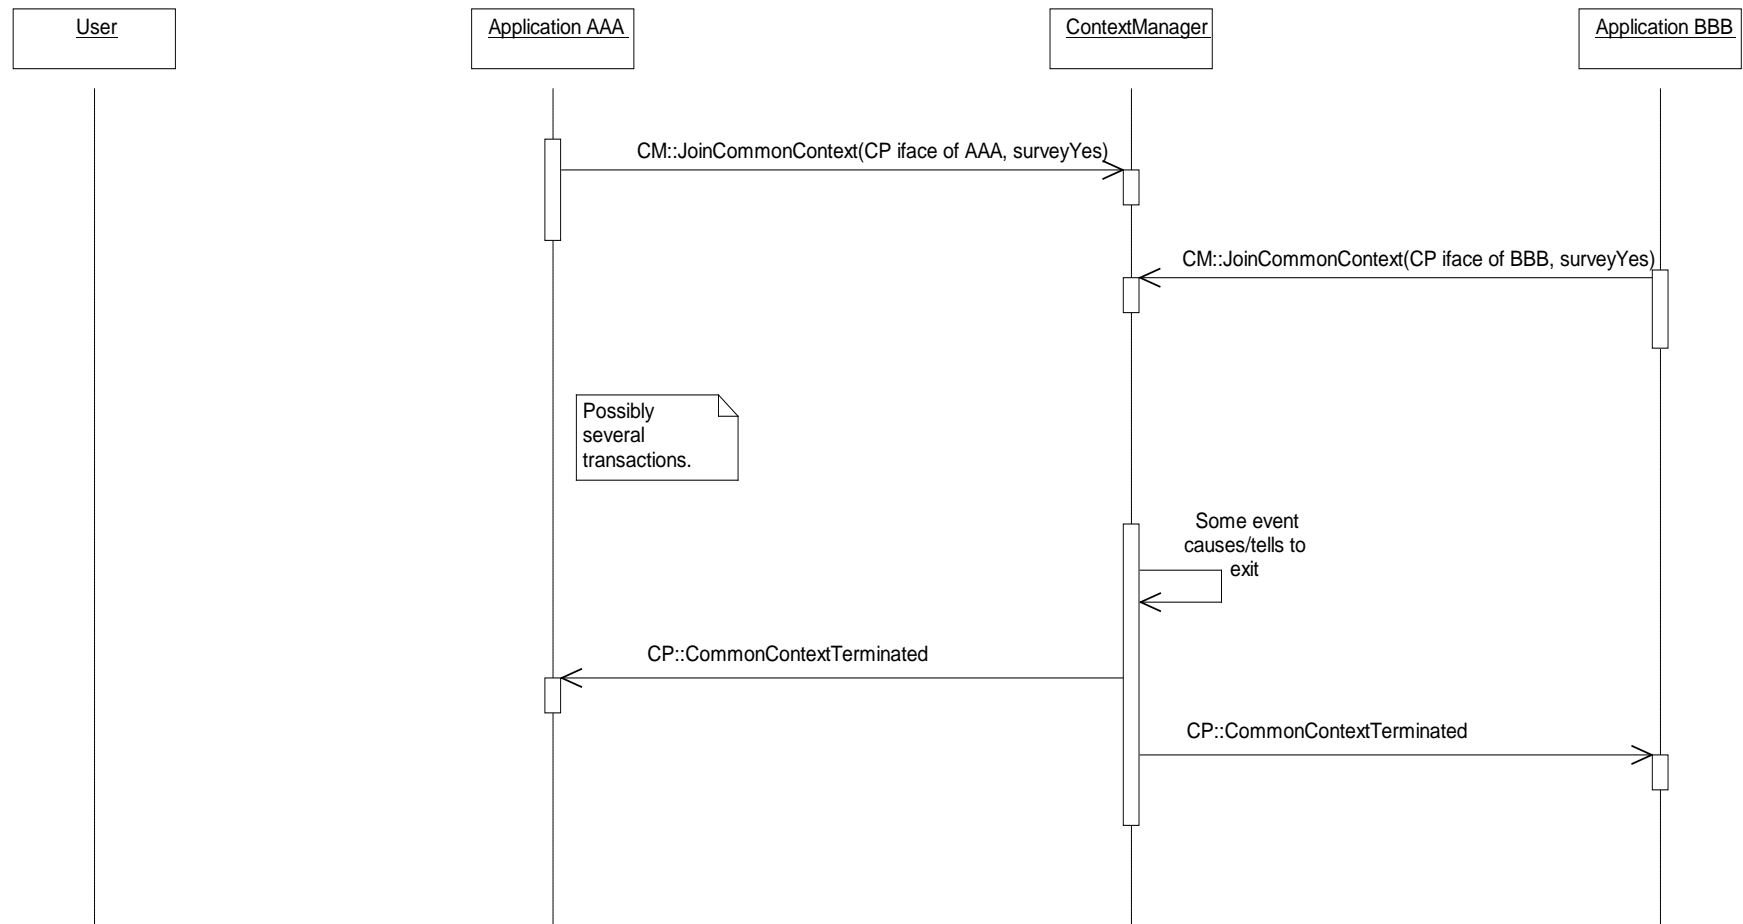 User
Application AAA
ContextManager
Application BBB
CM::JoinCommonContext(CP iface of AAA, surveyYes)
CM::JoinCommonContext(CP iface of BBB, surveyYes)
Possibly
several
transactions.
Some event
causes/tells to
exit
CP::CommonContextTerminated
CP::CommonContextTerminated